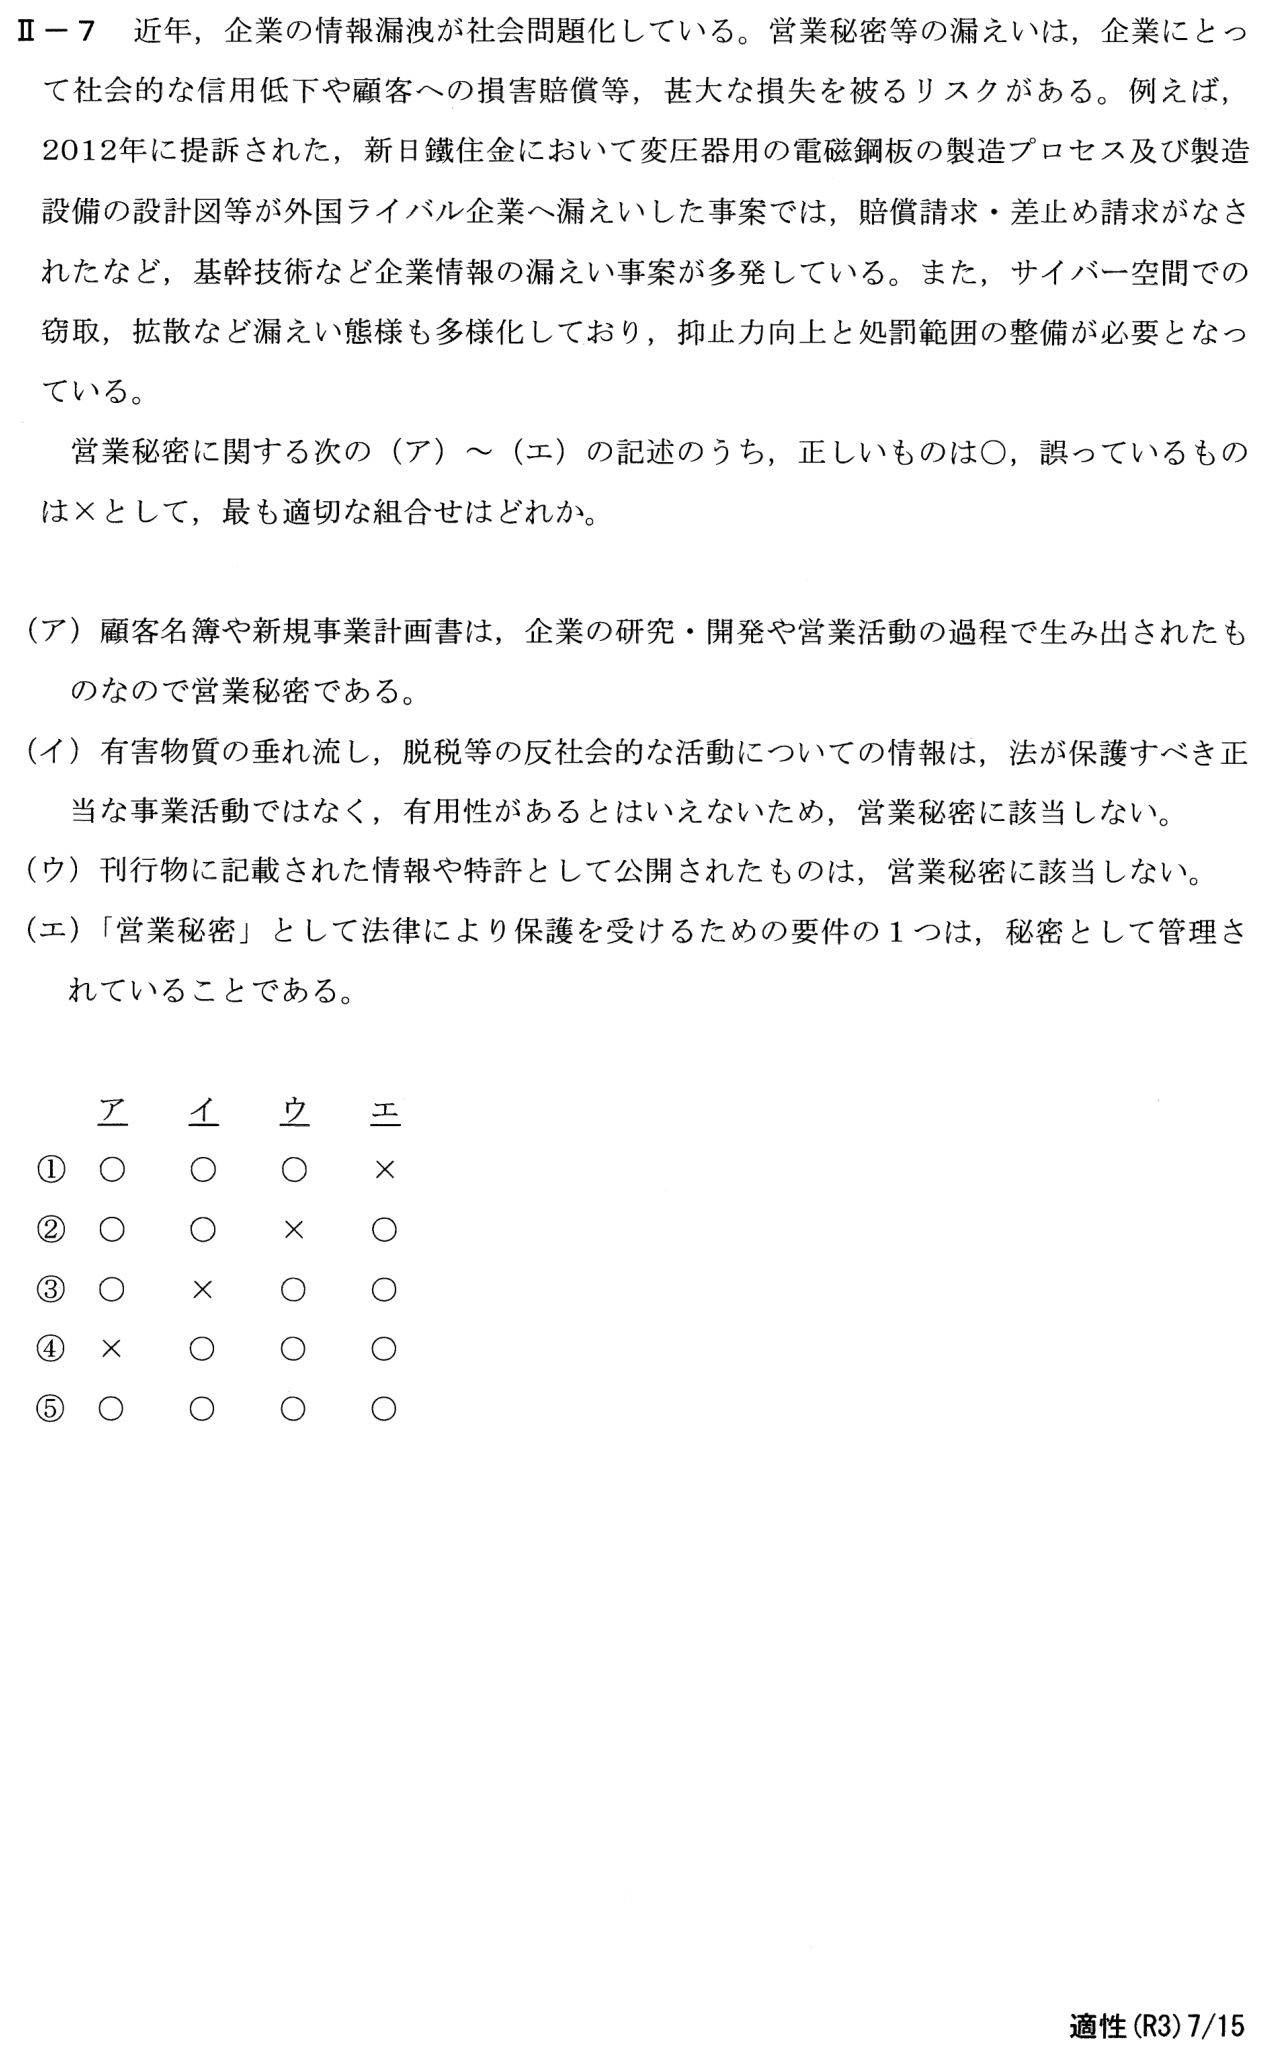 Ⅱ－７　近年，企業の情報漏洩が社会問題化している。営業秘密等の漏えいは，企業にとっ
て社会的な信用低下や顧客への損害賠償等，甚大な損失を被るリスクがある。例えば，
2012年に提訴された，新日鐵住金において変圧器用の電磁鋼板の製造プロセス及び製造
設備の設計図等が外国ライバル企業へ漏えいした事案では，賠償請求・差止め請求がなさ
れたなど，基幹技術など企業情報の漏えい事案が多発している。また，サイバー空間での
窃取，拡散など漏えい態様も多様化しており，抑止力向上と処罰範囲の整備が必要となっ
ている。
営業秘密に関する次の（ア）～（エ）の記述のうち，正しいものは○，誤っているもの
は×として，最も適切な組合せはどれか。
（ア）顧客名簿や新規事業計画書は，企業の研究・開発や営業活動の過程で生み出されたも
のなので営業秘密である。
（イ）有害物質の垂れ流し，脱税等の反社会的な活動についての情報は，法が保護すべき正
当な事業活動ではなく，有用性があるとはいえないため，営業秘密に該当しない。
（ウ）刊行物に記載された情報や特許として公開されたものは，営業秘密に該当しない。
（エ）「営業秘密」として法律により保護を受けるための要件の１つは，秘密として管理さ
れていることである。
ア　イ　ウ　エ
①　○　○　○　×
②　○　○　×　○
③　○　×　○　○
④　×　○　○　○
⑤　○　○　○　○
適性(R3) 7/15